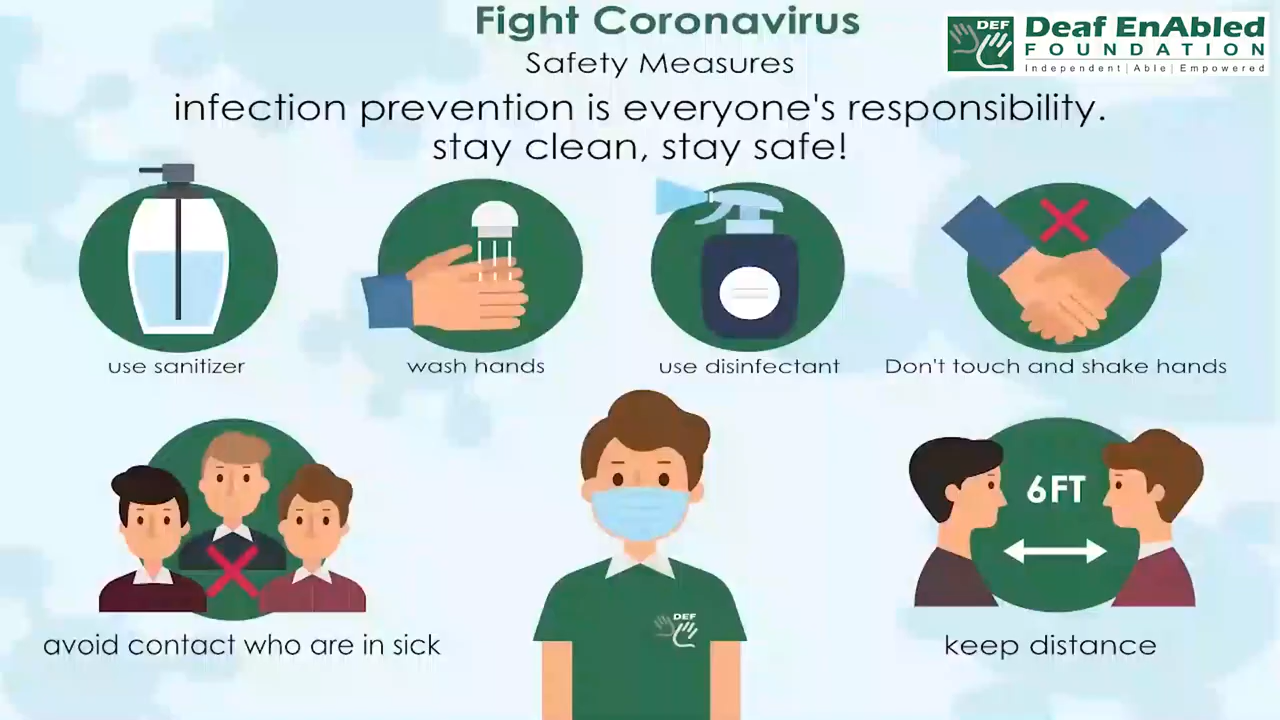 Fight Coronavirus
Safety Measures
infection prevention is everyone's responsibility.
stay clean, stay safe!
DEF
Deaf EnAbled
FOUNDATION
Independent | Able | Empowered
use sanitizer
wash hands
use disinfectant
Don't touch and shake hands
6FT
DEF
avoid contact who are in sick
keep distance